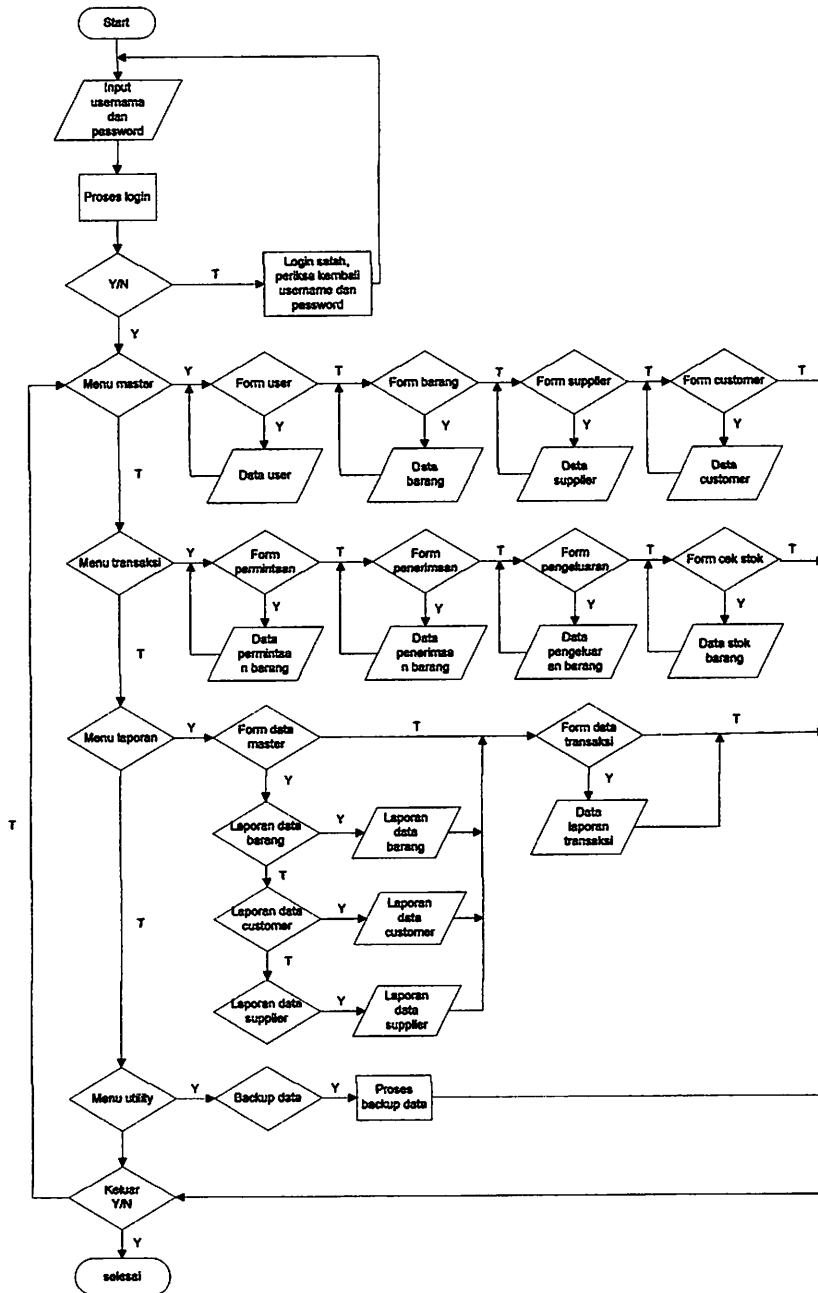 Start
Input
username
dan
password
Proses login
Y/N
T
Login salah,
periksa kembali
username dan
password
Y
Menu master
Y
Form user
T
Form barang
T
Form supplier
T
Form customer
T
Y
Y
Y
Y
Data user
Data
barang
Data
supplier
Data
customer
T
Menu transaksi
Y
Form
permintaan
T
Form
penerimaan
T
Form
pengeluaran
T
Form cek stok
T
Y
Y
Y
Y
Data
permintaa
n barang
Data
penerimaa
n barang
Data
pengeluar
an barang
Data stok
barang
T
Menu laporan
Y
Form data
master
T
Form data
transaksi
T
Y
Y
Data
laporan
transaksi
Laporan data
barang
Y
Laporan
data
barang
T
T
Laporan data
customer
Y
Laporan
data
customer
T
T
Laporan data
supplier
Y
Laporan
data
supplier
Menu utility
Y
Backup data
Y
Proses
backup data
Keluar
Y/N
Y
selesai